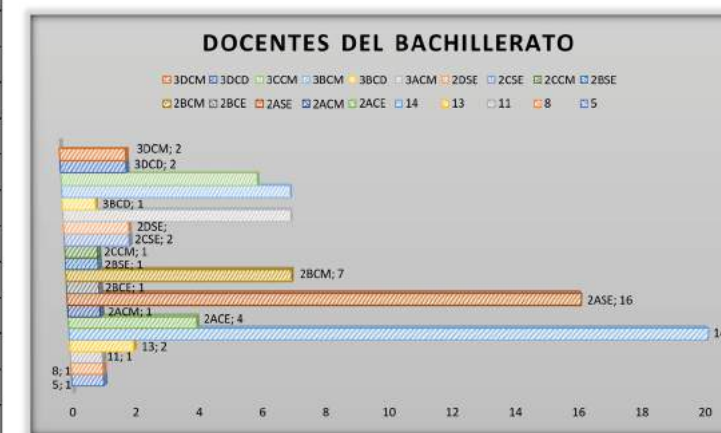 DOCENTES DEL BACHILLERATO
3DCM 3DCD 3CCM 3BCM 3BCD 3ACM 2DSE 2CSE 2CCM 2BSE
2BCM 2BCE 2ASE 2ACM 2ACE 14 13 11 8 5
3DCM; 2
3DCD; 2
3BCD; 1
2DSE;
2CSE; 2
2CCM; 1
2BSE; 1
2BCM; 7
2BCE; 1
2ASE; 16
2ACM; 1
2ACE; 4
13; 2
11; 1
8; 1
5; 1
0 2 4 6 8 10 12 14 16 18 20